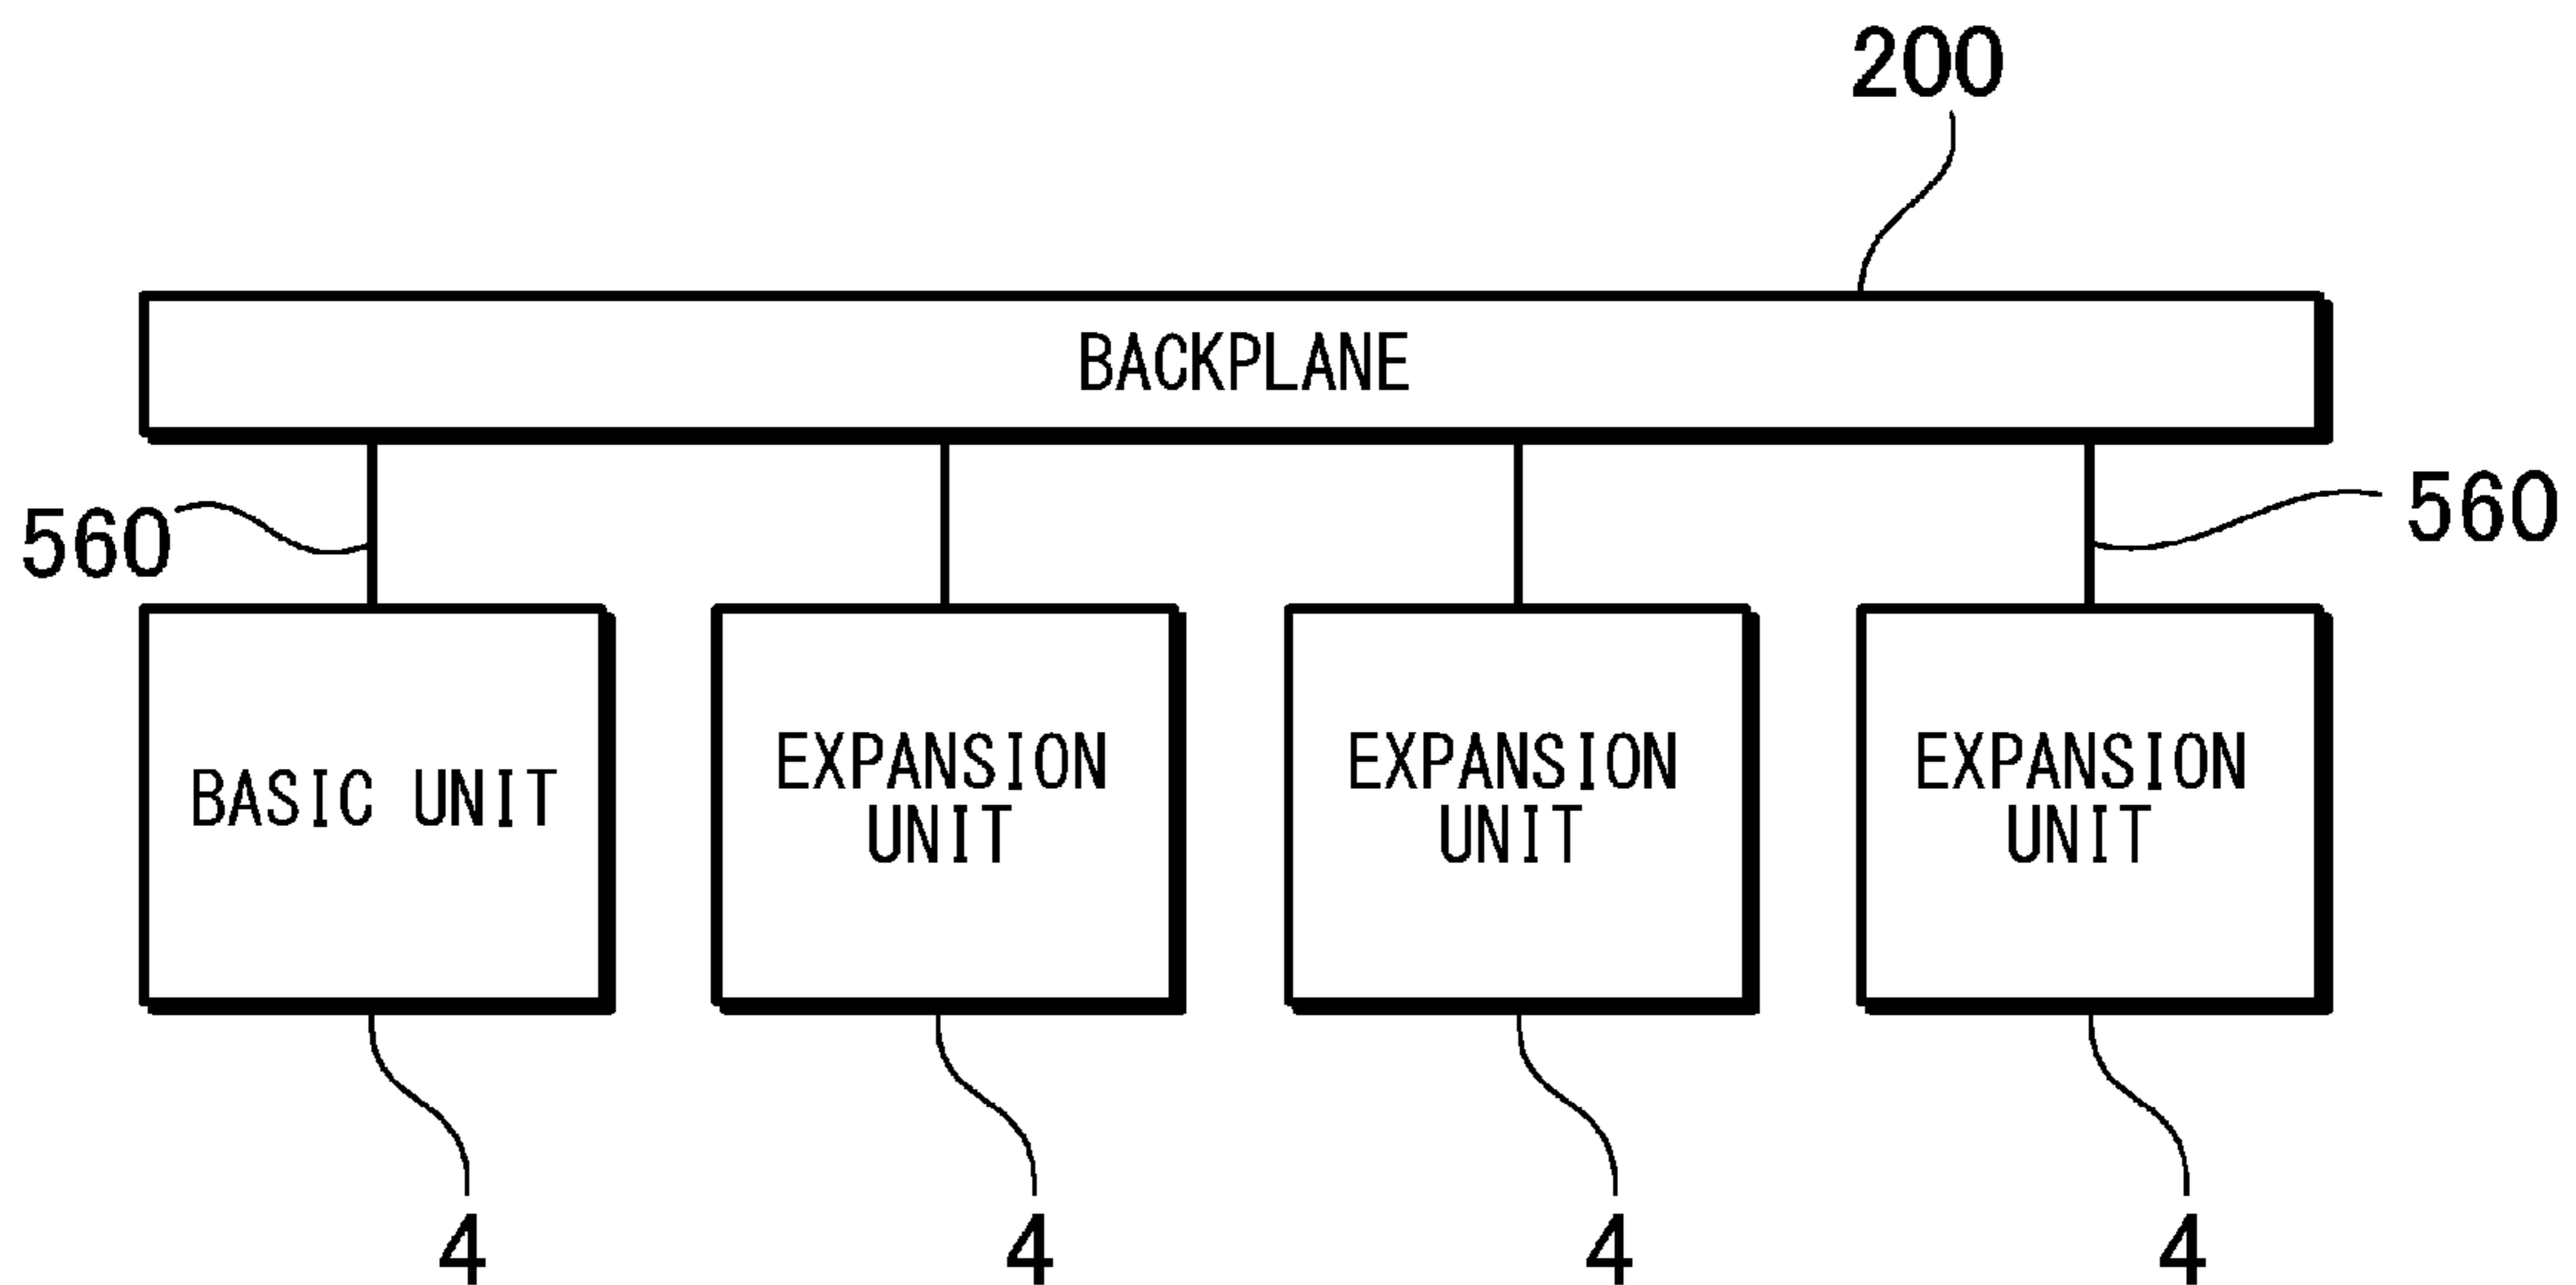 200
BACKPLANE
560
560
BASIC UNIT
EXPANSION
UNIT
EXPANSION
UNIT
EXPANSION
UNIT
4
4
4
4